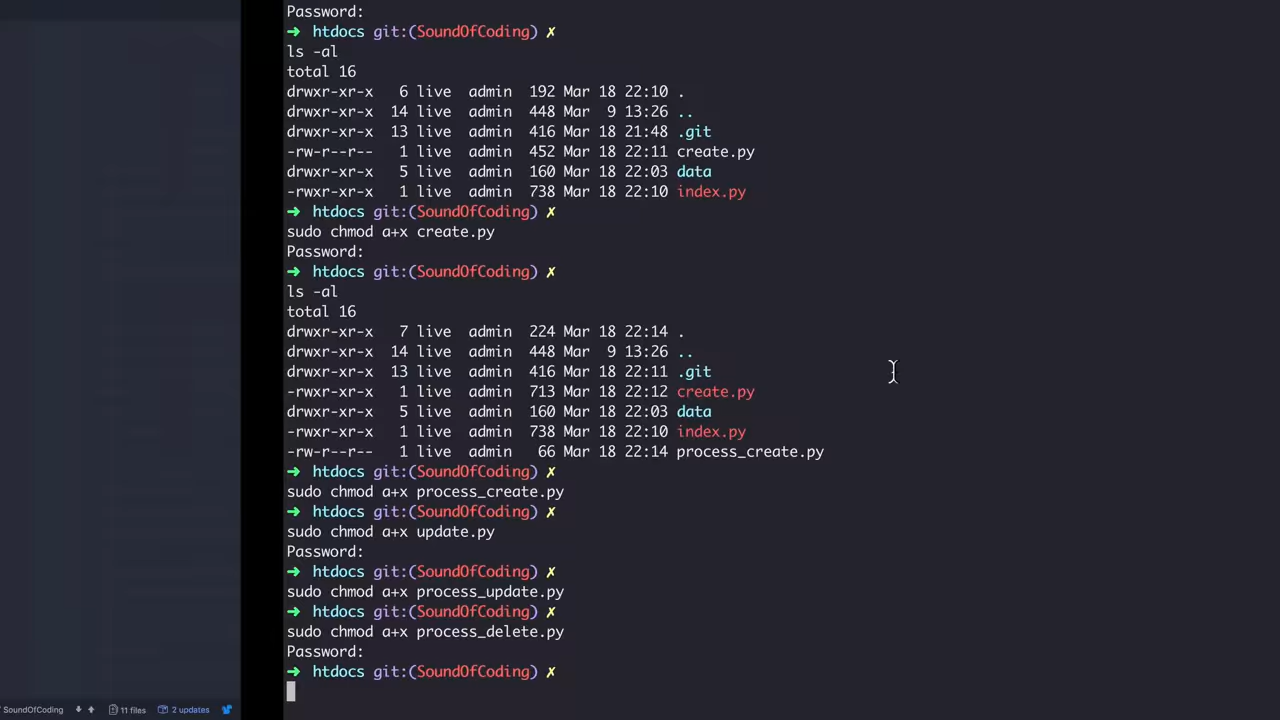 Password:
➜  htdocs git:(SoundOfCoding) ✗
ls -al
total 16
drwxr-xr-x   6 live  admin  192 Mar 18 22:10 .
drwxr-xr-x  14 live  admin  448 Mar  9 13:26 ..
drwxr-xr-x  13 live  admin  416 Mar 18 21:48 .git
-rw-r--r--   1 live  admin  452 Mar 18 22:11 create.py
drwxr-xr-x   5 live  admin  160 Mar 18 22:03 data
-rwxr-xr-x   1 live  admin  738 Mar 18 22:10 index.py
➜  htdocs git:(SoundOfCoding) ✗
sudo chmod a+x create.py
Password:
➜  htdocs git:(SoundOfCoding) ✗
ls -al
total 16
drwxr-xr-x   7 live  admin  224 Mar 18 22:14 .
drwxr-xr-x  14 live  admin  448 Mar  9 13:26 ..
drwxr-xr-x  13 live  admin  416 Mar 18 22:11 .git
-rwxr-xr-x   1 live  admin  713 Mar 18 22:12 create.py
drwxr-xr-x   5 live  admin  160 Mar 18 22:03 data
-rwxr-xr-x   1 live  admin  738 Mar 18 22:10 index.py
-rw-r--r--   1 live  admin   66 Mar 18 22:14 process_create.py
➜  htdocs git:(SoundOfCoding) ✗
sudo chmod a+x process_create.py
➜  htdocs git:(SoundOfCoding) ✗
sudo chmod a+x update.py
Password:
➜  htdocs git:(SoundOfCoding) ✗
sudo chmod a+x process_update.py
➜  htdocs git:(SoundOfCoding) ✗
sudo chmod a+x process_delete.py
Password:
➜  htdocs git:(SoundOfCoding) ✗
SoundOfCoding 11 files 2 updates